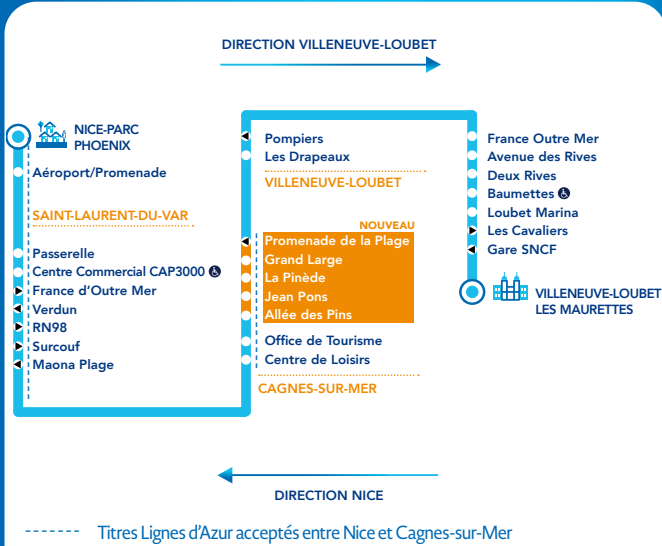 DIRECTION VILLENEUVE-LOUBET
NICE-PARC
PHOENIX
Aéroport/Promenade
SAINT-LAURENT-DU-VAR
Passerelle
Centre Commercial CAP3000
France d'Outre Mer
Verdun
RN98
Surcouf
Maona Plage
Pompiers
Les Drapeaux
VILLENEUVE-LOUBET
NOUVEAU
Promenade de la Plage
Grand Large
La Pinède
Jean Pons
Allée des Pins
Office de Tourisme
Centre de Loisirs
CAGNES-SUR-MER
France Outre Mer
Avenue des Rives
Deux Rives
Baumettes
Loubet Marina
Les Cavaliers
Gare SNCF
VILLENEUVE-LOUBET
LES MAURETTES
DIRECTION NICE
Titres Lignes d'Azur acceptés entre Nice et Cagnes-sur-Mer